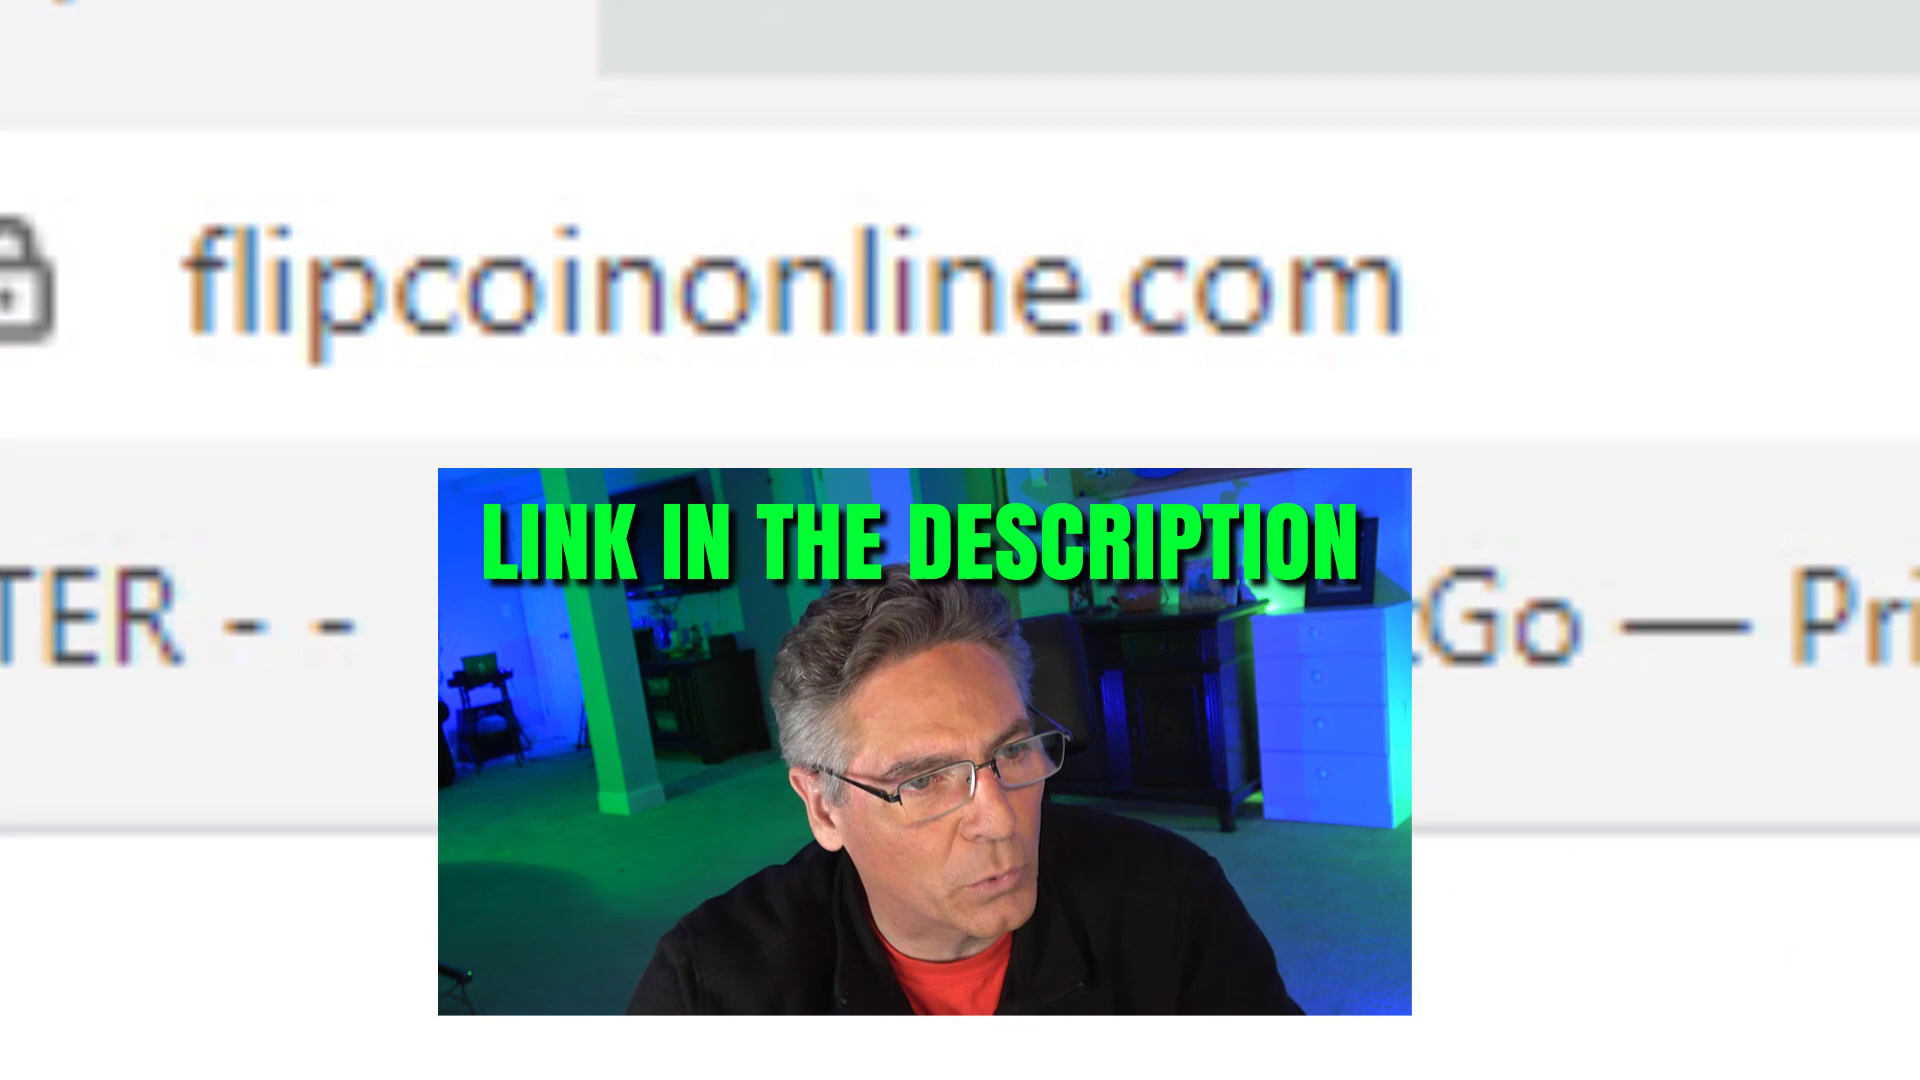 flipcoinonline.com
LINK IN THE DESCRIPTION
TER - -
Go — Pri